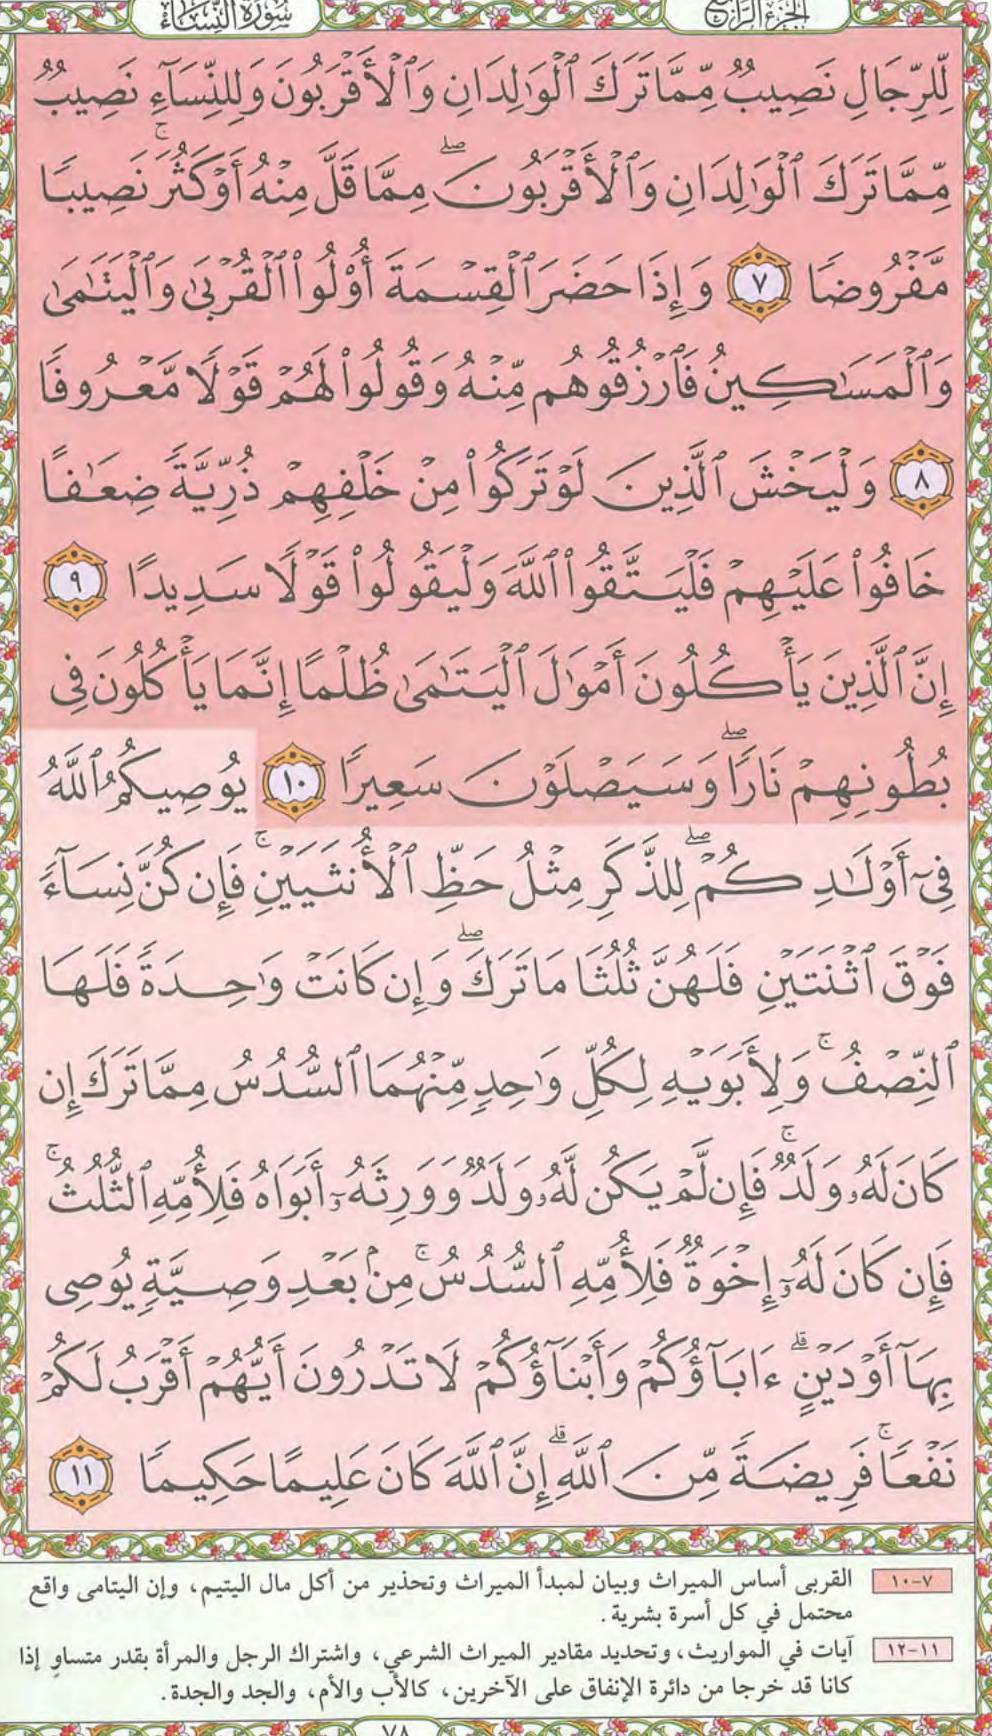 الجزء الرابع
سورة النساء
لِّلرِّجَالِ نَصِيبٌ مِّمَّا تَرَكَ ٱلْوَٰلِدَانِ وَٱلْأَقْرَبُونَ وَلِلنِّسَآءِ نَصِيبٌ
مِّمَّا تَرَكَ ٱلْوَٰلِدَانِ وَٱلْأَقْرَبُونَ ۖ مِمَّا قَلَّ مِنْهُ أَوْ كَثُرَ ۚ نَصِيبًا
مَّفْرُوضًا ٧ وَإِذَا حَضَرَ ٱلْقِسْمَةَ أُو۟لُوا۟ ٱلْقُرْبَىٰ وَٱلْيَتَٰمَىٰ
وَٱلْمَسَٰكِينُ فَٱرْزُقُوهُم مِّنْهُ وَقُولُوا۟ لَهُمْ قَوْلًا مَّعْرُوفًا
٨ وَلْيَخْشَ ٱلَّذِينَ لَوْ تَرَكُوا۟ مِنْ خَلْفِهِمْ ذُرِّيَّةً ضِعَٰفًا
خَافُوا۟ عَلَيْهِمْ فَلْيَتَّقُوا۟ ٱللَّهَ وَلْيَقُولُوا۟ قَوْلًا سَدِيدًا ٩
إِنَّ ٱلَّذِينَ يَأْكُلُونَ أَمْوَٰلَ ٱلْيَتَٰمَىٰ ظُلْمًا إِنَّمَا يَأْكُلُونَ فِى
بُطُونِهِمْ نَارًا ۖ وَسَيَصْلَوْنَ سَعِيرًا ١٠ يُوصِيكُمُ ٱللَّهُ
فِىٓ أَوْلَٰدِكُمْ ۖ لِلذَّكَرِ مِثْلُ حَظِّ ٱلْأُنثَيَيْنِ ۚ فَإِن كُنَّ نِسَآءً
فَوْقَ ٱثْنَتَيْنِ فَلَهُنَّ ثُلُثَا مَا تَرَكَ ۖ وَإِن كَانَتْ وَٰحِدَةً فَلَهَا
ٱلنِّصْفُ ۚ وَلِأَبَوَيْهِ لِكُلِّ وَٰحِدٍ مِّنْهُمَا ٱلسُّدُسُ مِمَّا تَرَكَ إِن
كَانَ لَهُۥ وَلَدٌ ۚ فَإِن لَّمْ يَكُن لَّهُۥ وَلَدٌ وَوَرِثَهُۥٓ أَبَوَاهُ فَلِأُمِّهِ ٱلثُّلُثُ ۚ
فَإِن كَانَ لَهُۥٓ إِخْوَةٌ فَلِأُمِّهِ ٱلسُّدُسُ ۚ مِنۢ بَعْدِ وَصِيَّةٍ يُوصِى
بِهَآ أَوْ دَيْنٍ ۗ ءَابَآؤُكُمْ وَأَبْنَآؤُكُمْ لَا تَدْرُونَ أَيُّهُمْ أَقْرَبُ لَكُمْ
نَفْعًا ۚ فَرِيضَةً مِّنَ ٱللَّهِ ۗ إِنَّ ٱللَّهَ كَانَ عَلِيمًا حَكِيمًا ١١
٧-١٠ القربى أساس الميراث وبيان لمبدأ الميراث وتحذير من أكل مال اليتيم، وإن اليتامى واقع
محتمل في كل أسرة بشرية.
١١-١٢ آيات في المواريث، وتحديد مقادير الميراث الشرعي، واشتراك الرجل والمرأة بقدر متساوٍ إذا
كانا قد خرجا من دائرة الإنفاق على الآخرين، كالأب والأم، والجد والجدة.
٧٨